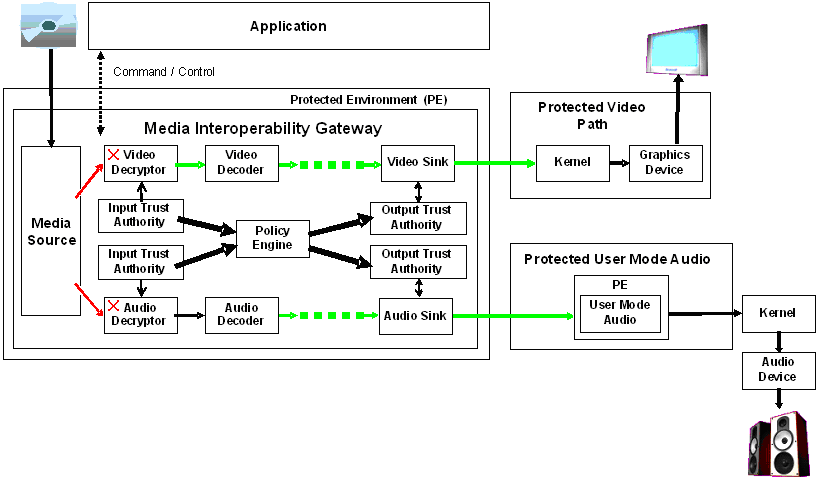 Application
Command / Control
Protected Environment (PE)
Media Interoperability Gateway
Media
Source
Video
Decryptor
Video
Decoder
Video Sink
Input Trust
Authority
Policy
Engine
Output Trust
Authority
Input Trust
Authority
Output Trust
Authority
Audio
Decryptor
Audio
Decoder
Audio Sink
Protected Video
Path
Kernel
Graphics
Device
Protected User Mode Audio
PE
User Mode
Audio
Kernel
Audio
Device